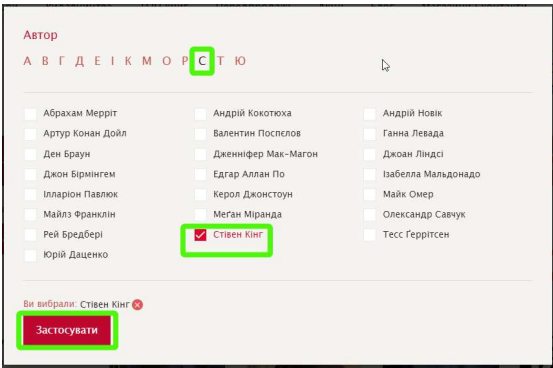 Автор
А В Г Д Е І К М О Р С Т Ю
Абрахам Мерріт Андрій Кокотюха Андрій Новік
Артур Конан Дойл Валентин Поспєлов Ганна Левада
Ден Браун Дженніфер Мак-Магон Джоан Ліндсі
Джон Бірмінгем Едгар Аллан По Ізабелла Мальдонадо
Ілларіон Павлюк Керол Джонстоун Майк Омер
Майлз Франклін Меґан Міранда Олександр Савчук
Рей Бредбері Стівен Кінг Тесс Ґеррітсен
Юрій Даценко
Ви вибрали: Стівен Кінг
Застосувати